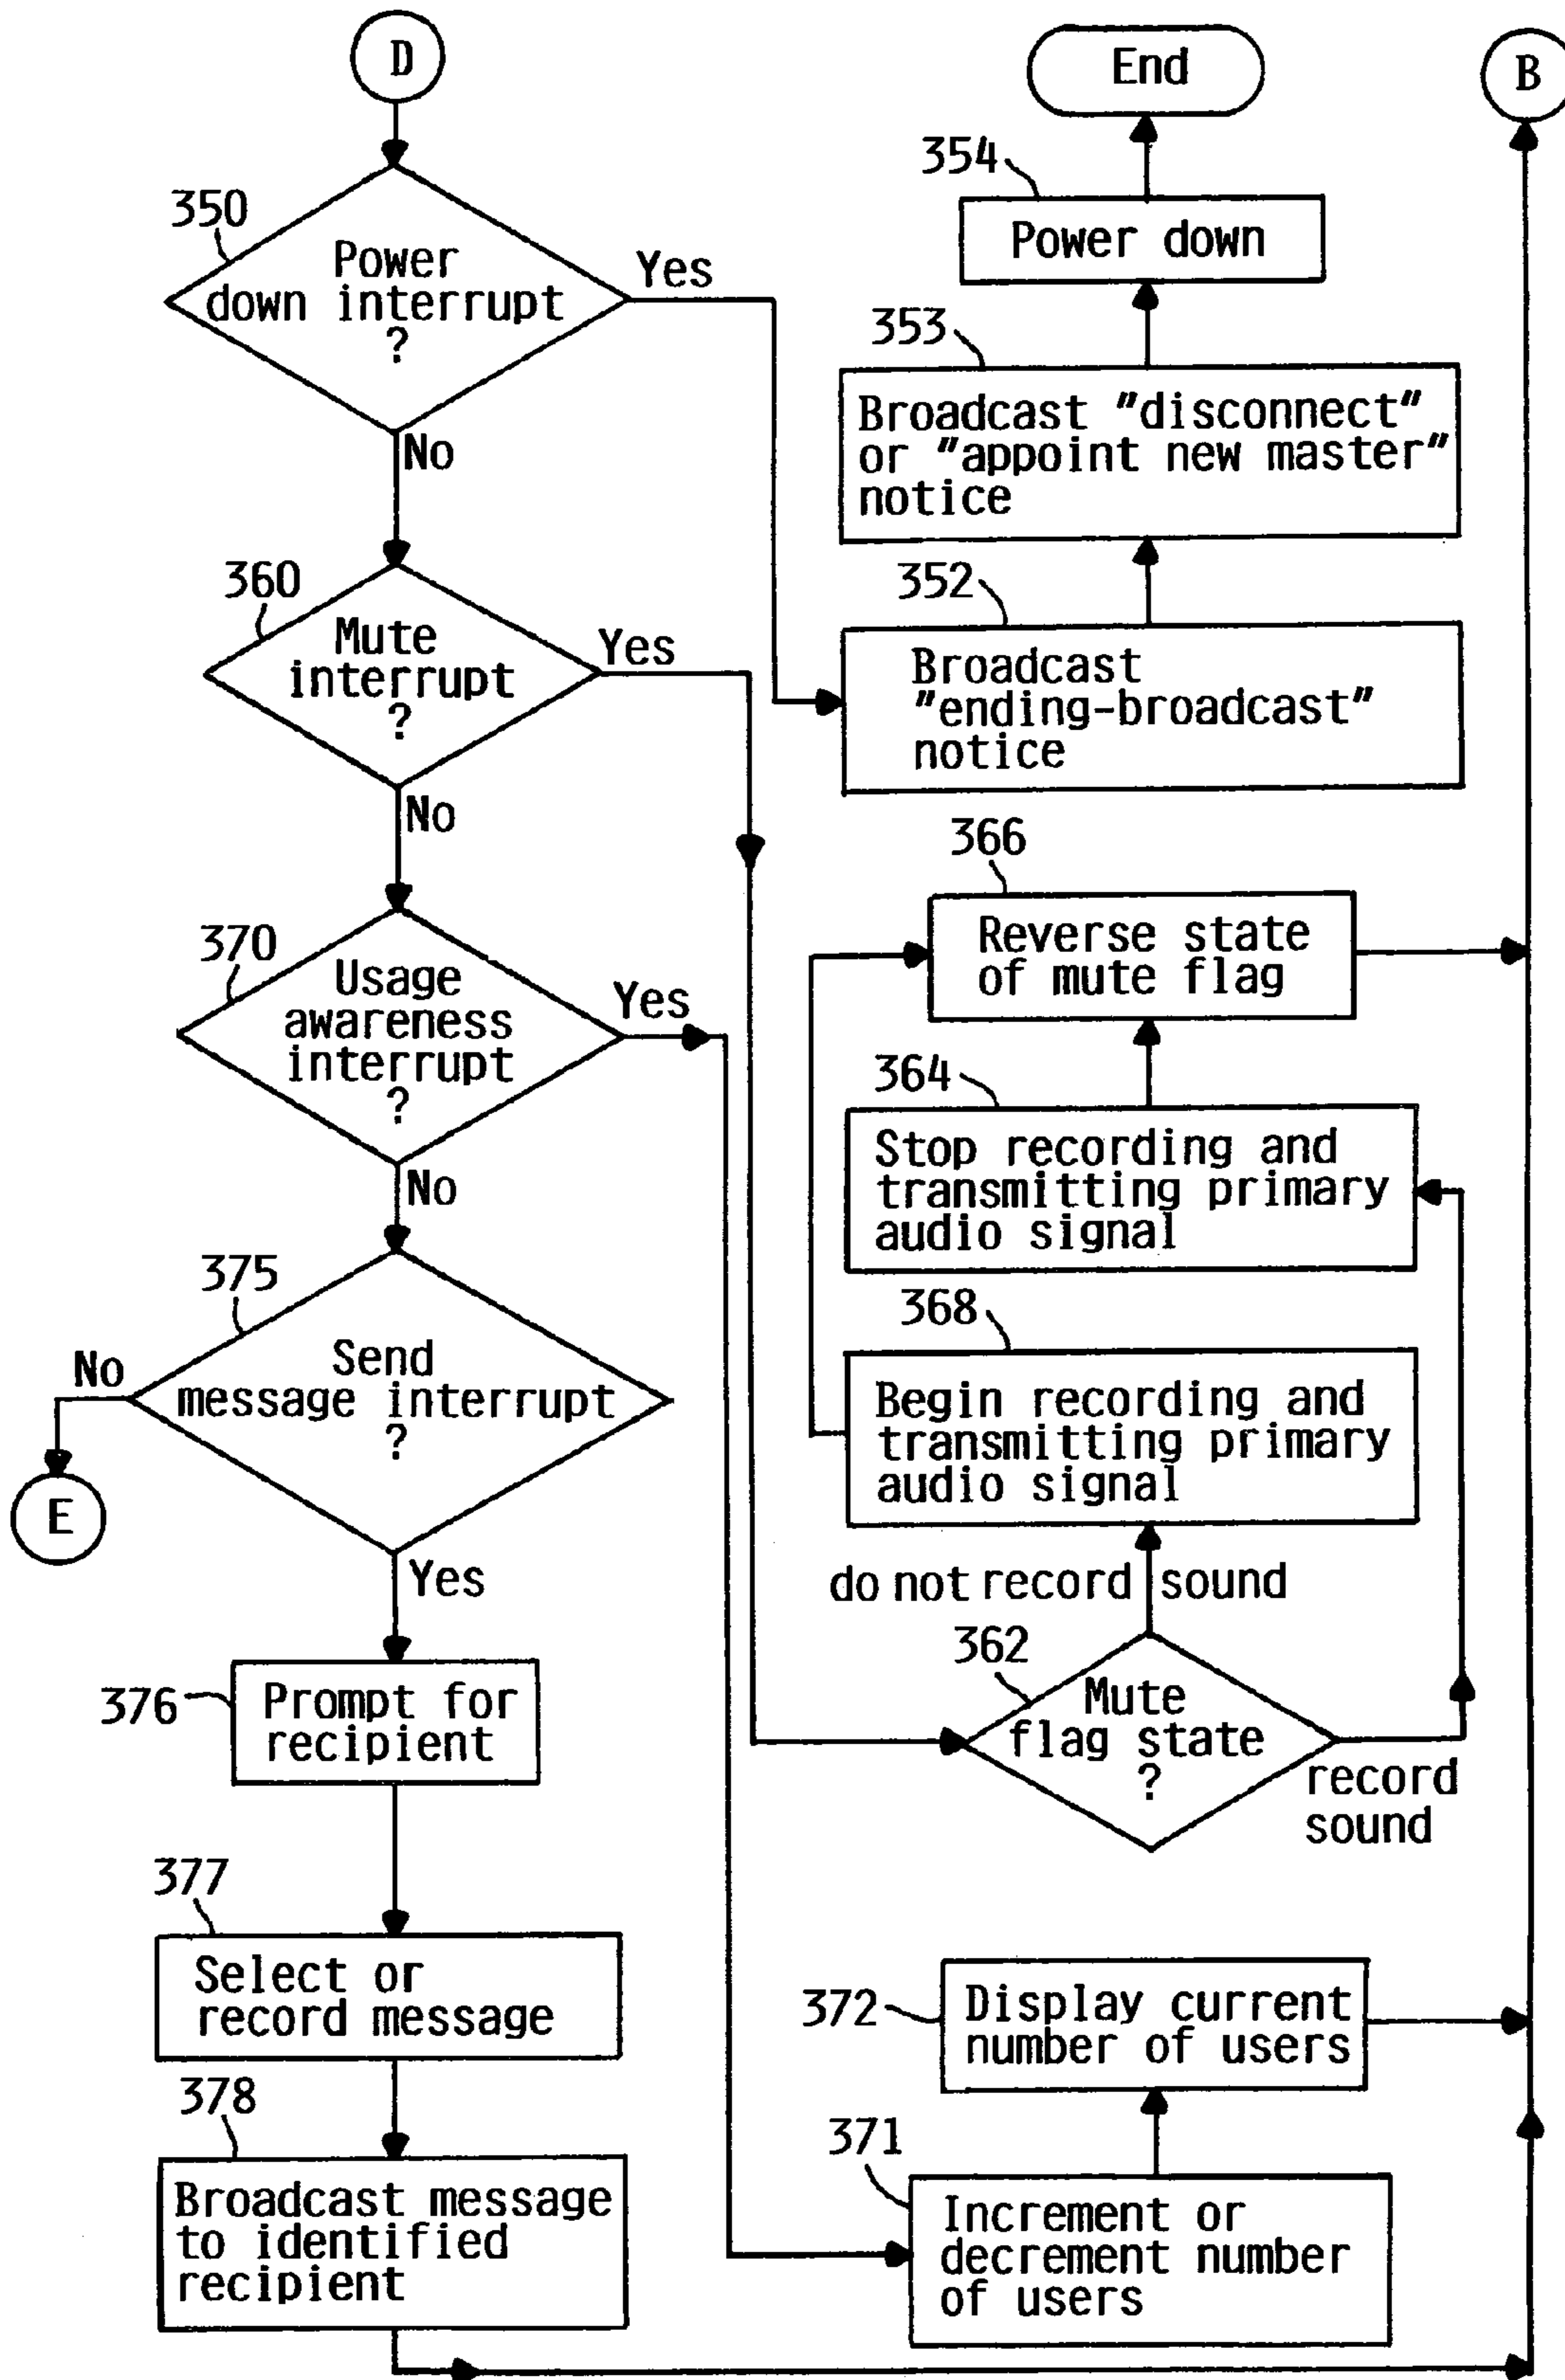 D
350
Power
down interrupt
?
Yes
No
360
Mute
interrupt
?
Yes
No
370
Usage
awareness
interrupt
?
Yes
No
375
Send
message interrupt
?
No
E
Yes
376
Prompt for
recipient
377
Select or
record message
378
Broadcast message
to identified
recipient
End
354
Power down
353
Broadcast "disconnect"
or "appoint new master"
notice
352
Broadcast
"ending-broadcast"
notice
366
Reverse state
of mute flag
364
Stop recording and
transmitting primary
audio signal
368
Begin recording and
transmitting primary
audio signal
do not record sound
362
Mute
flag state
?
record
sound
372
Display current
number of users
371
Increment or
decrement number
of users
B